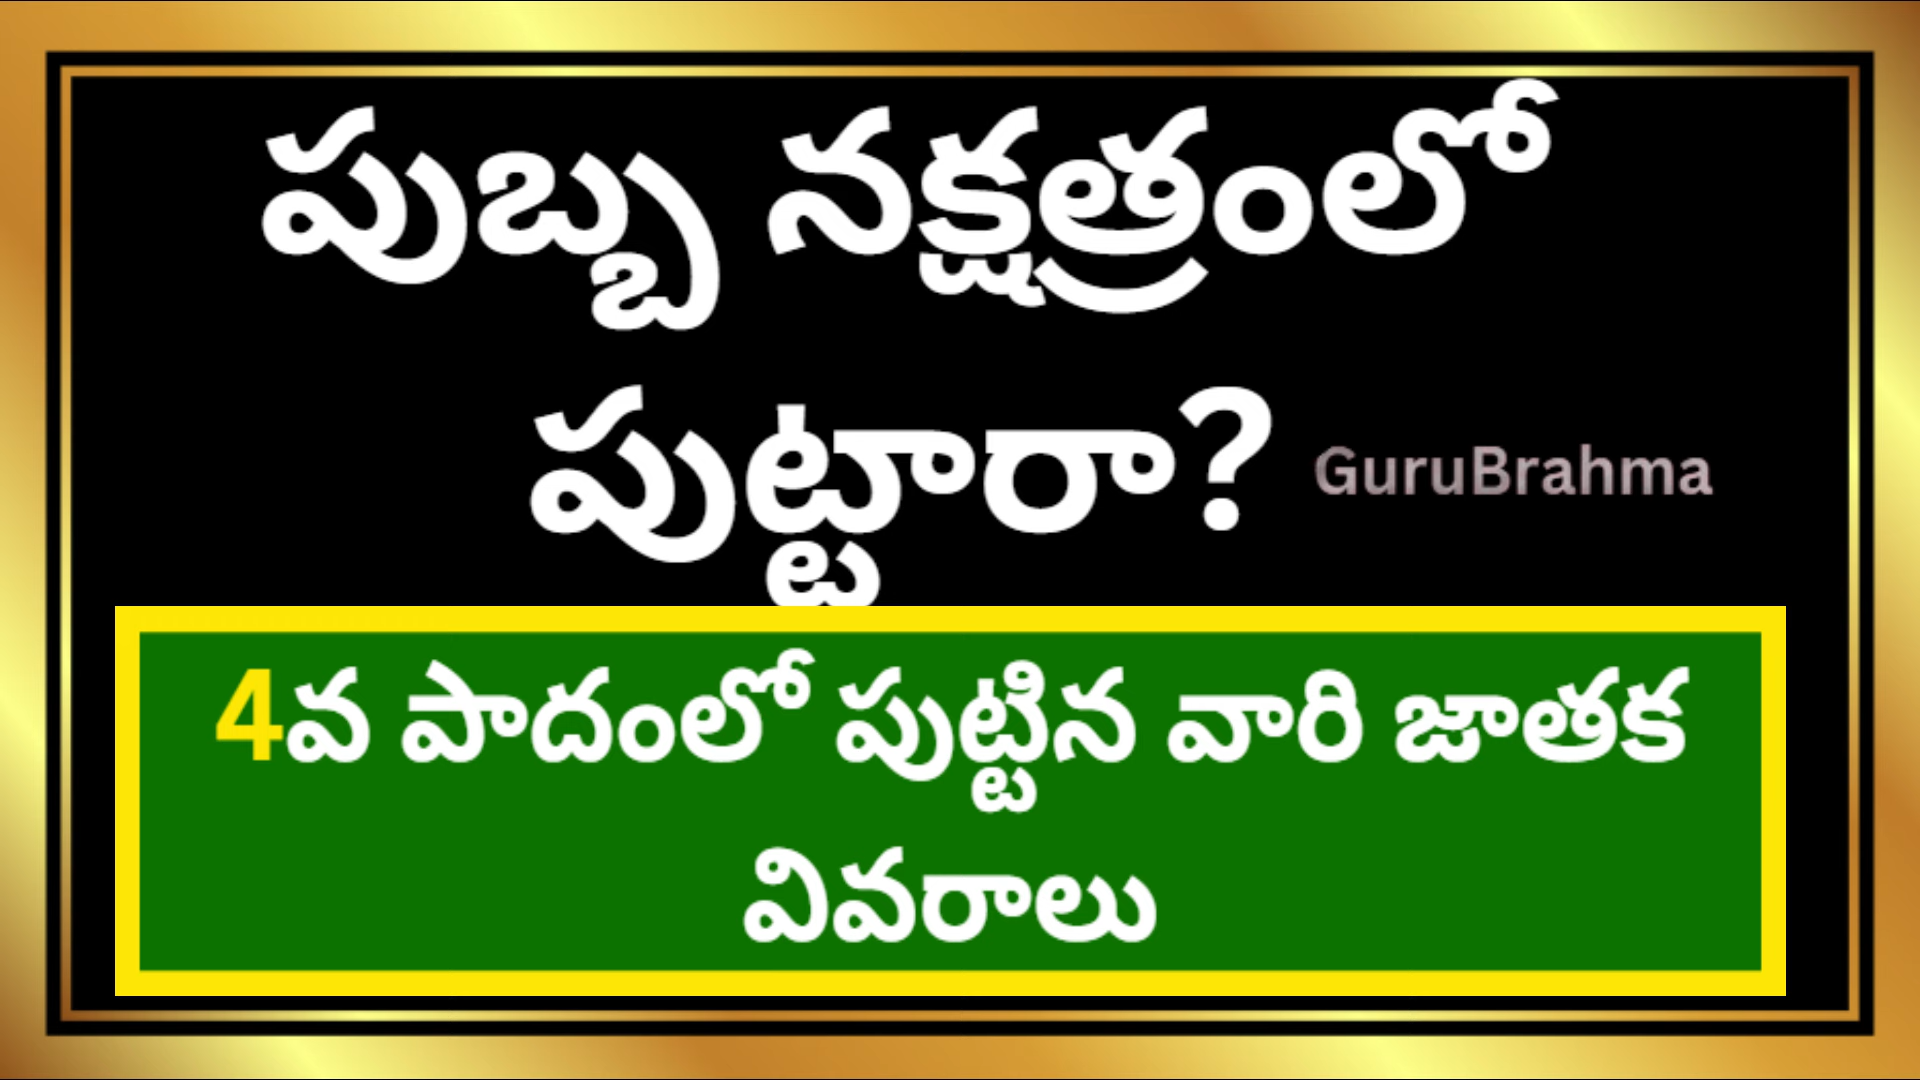 పుబ్బ నక్షత్రంలో
పుట్టారా? GuruBrahma
4వ పాదంలో పుట్టిన వారి జాతక
వివరాలు